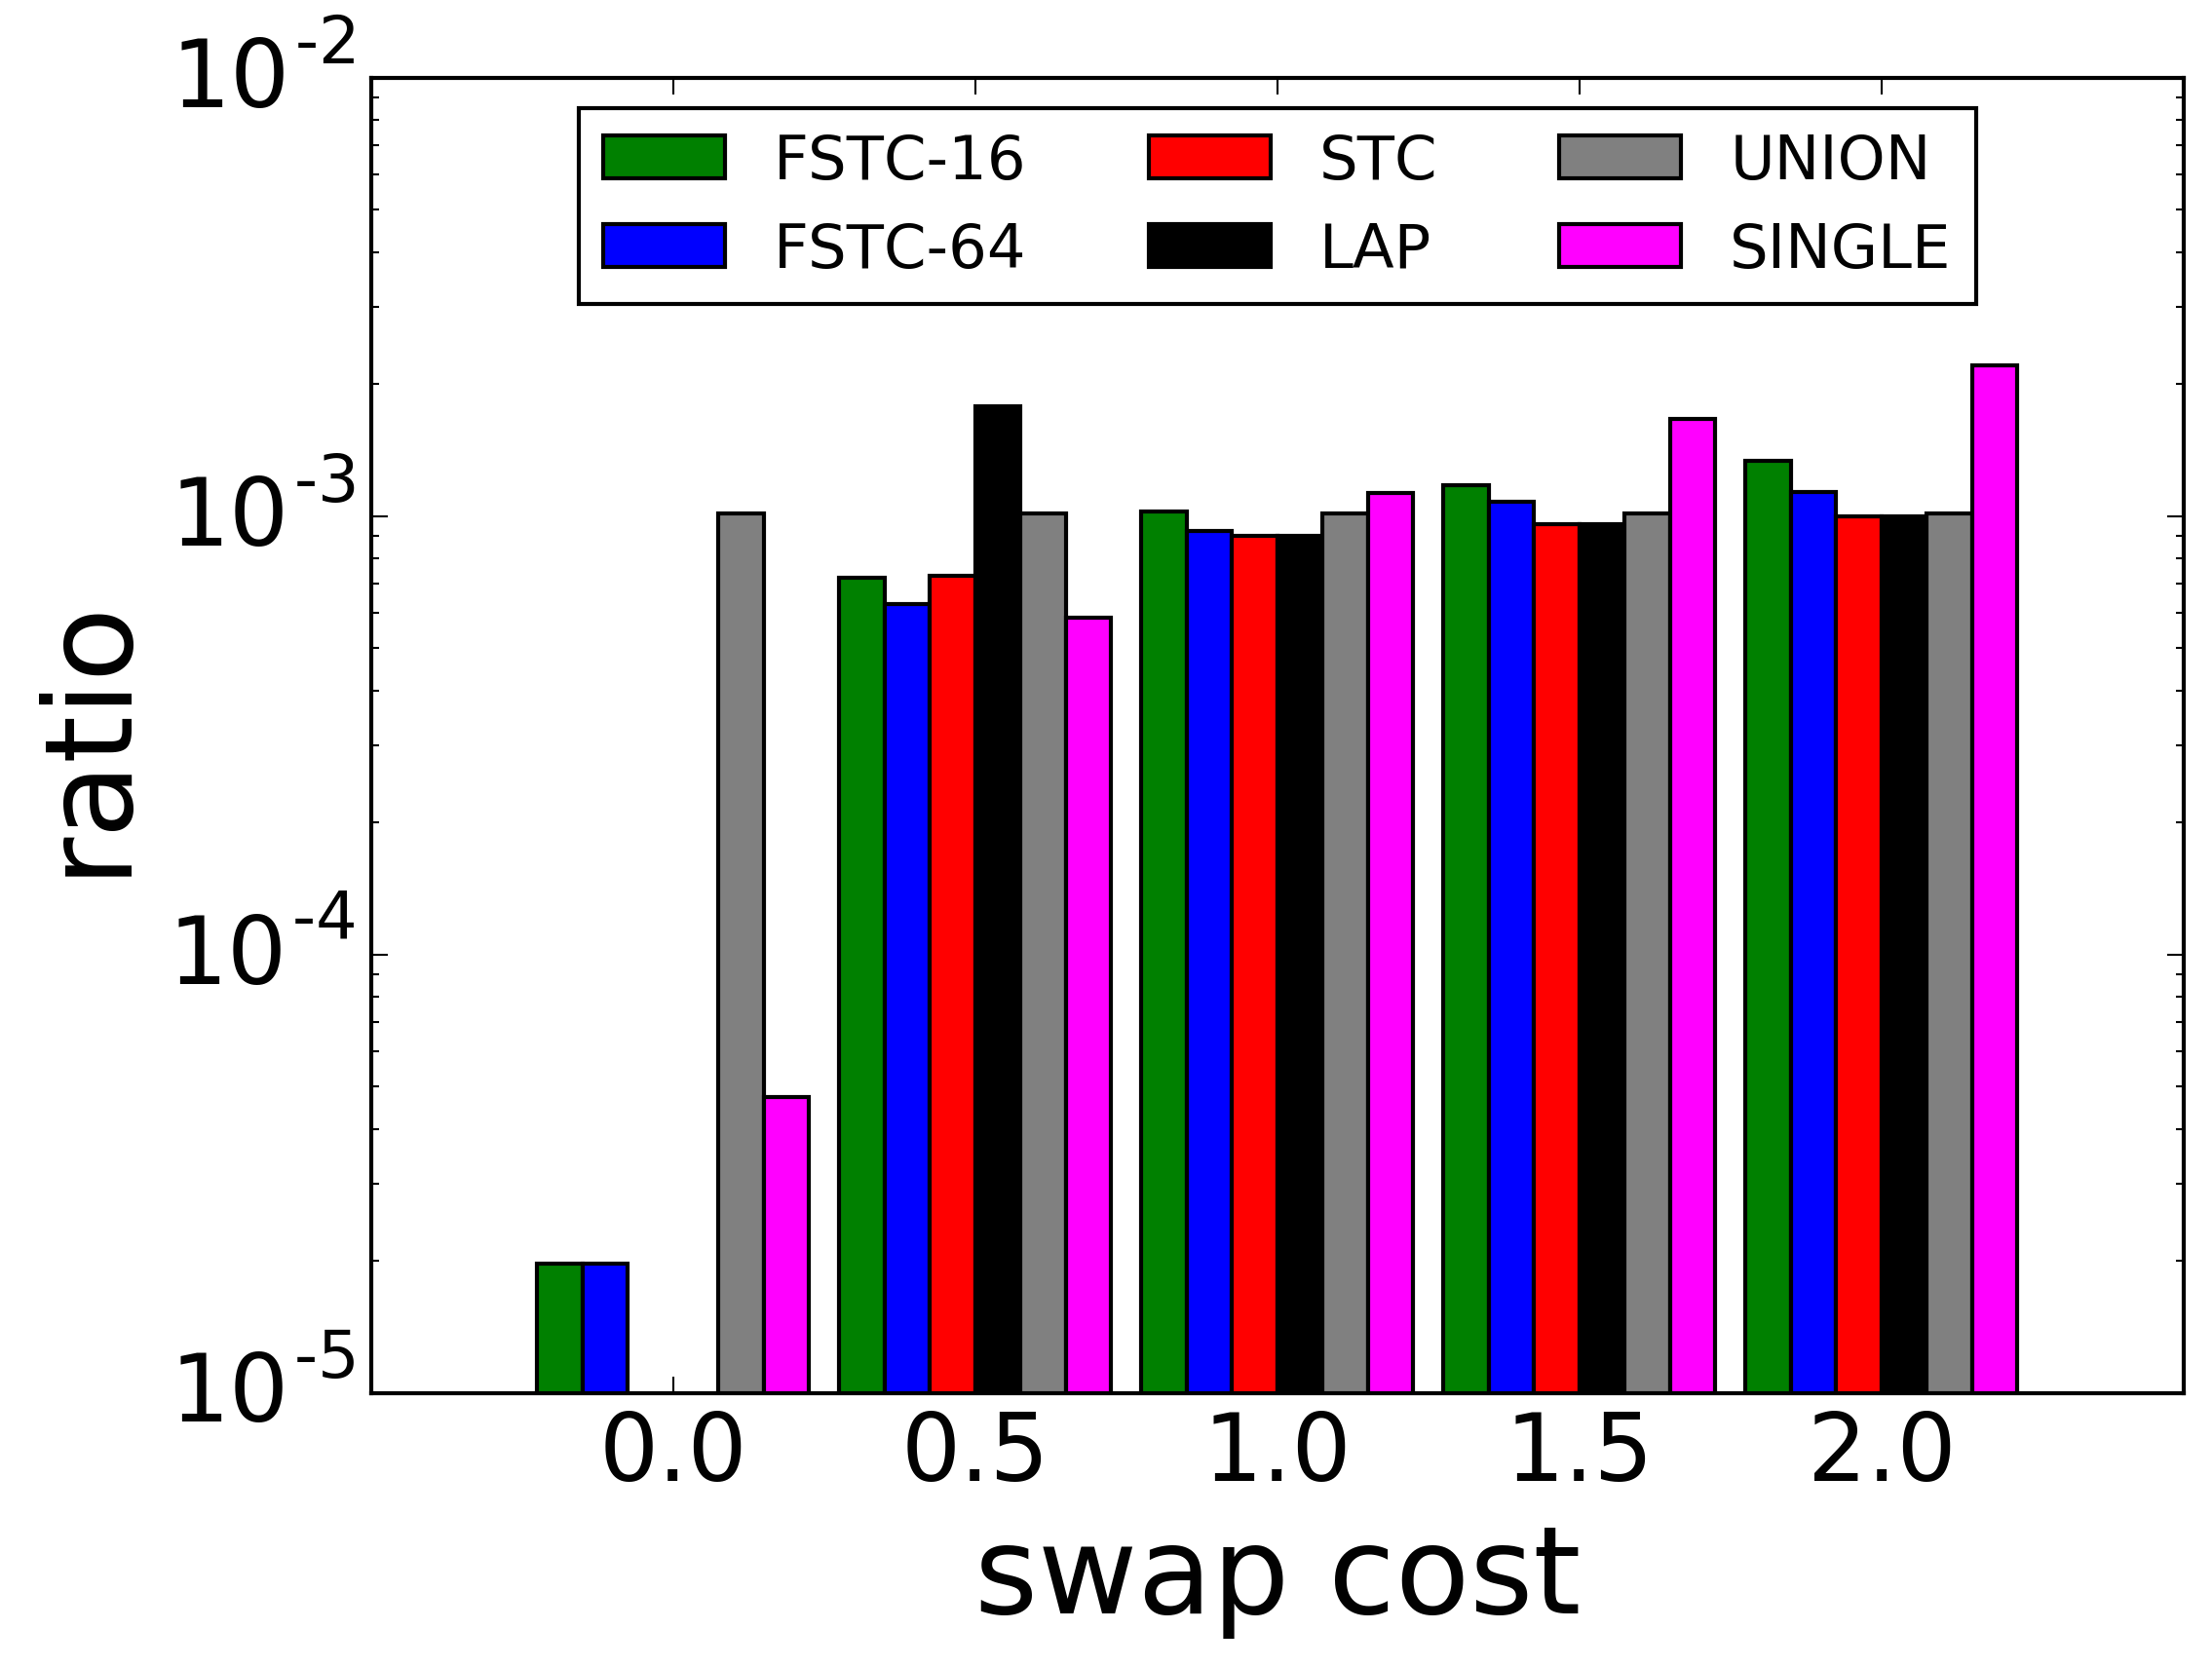 10-2
10-3
10-4
10-5
ratio
FSTC-16 STC UNION
FSTC-64 LAP SINGLE
0.0 0.5 1.0 1.5 2.0
swap cost